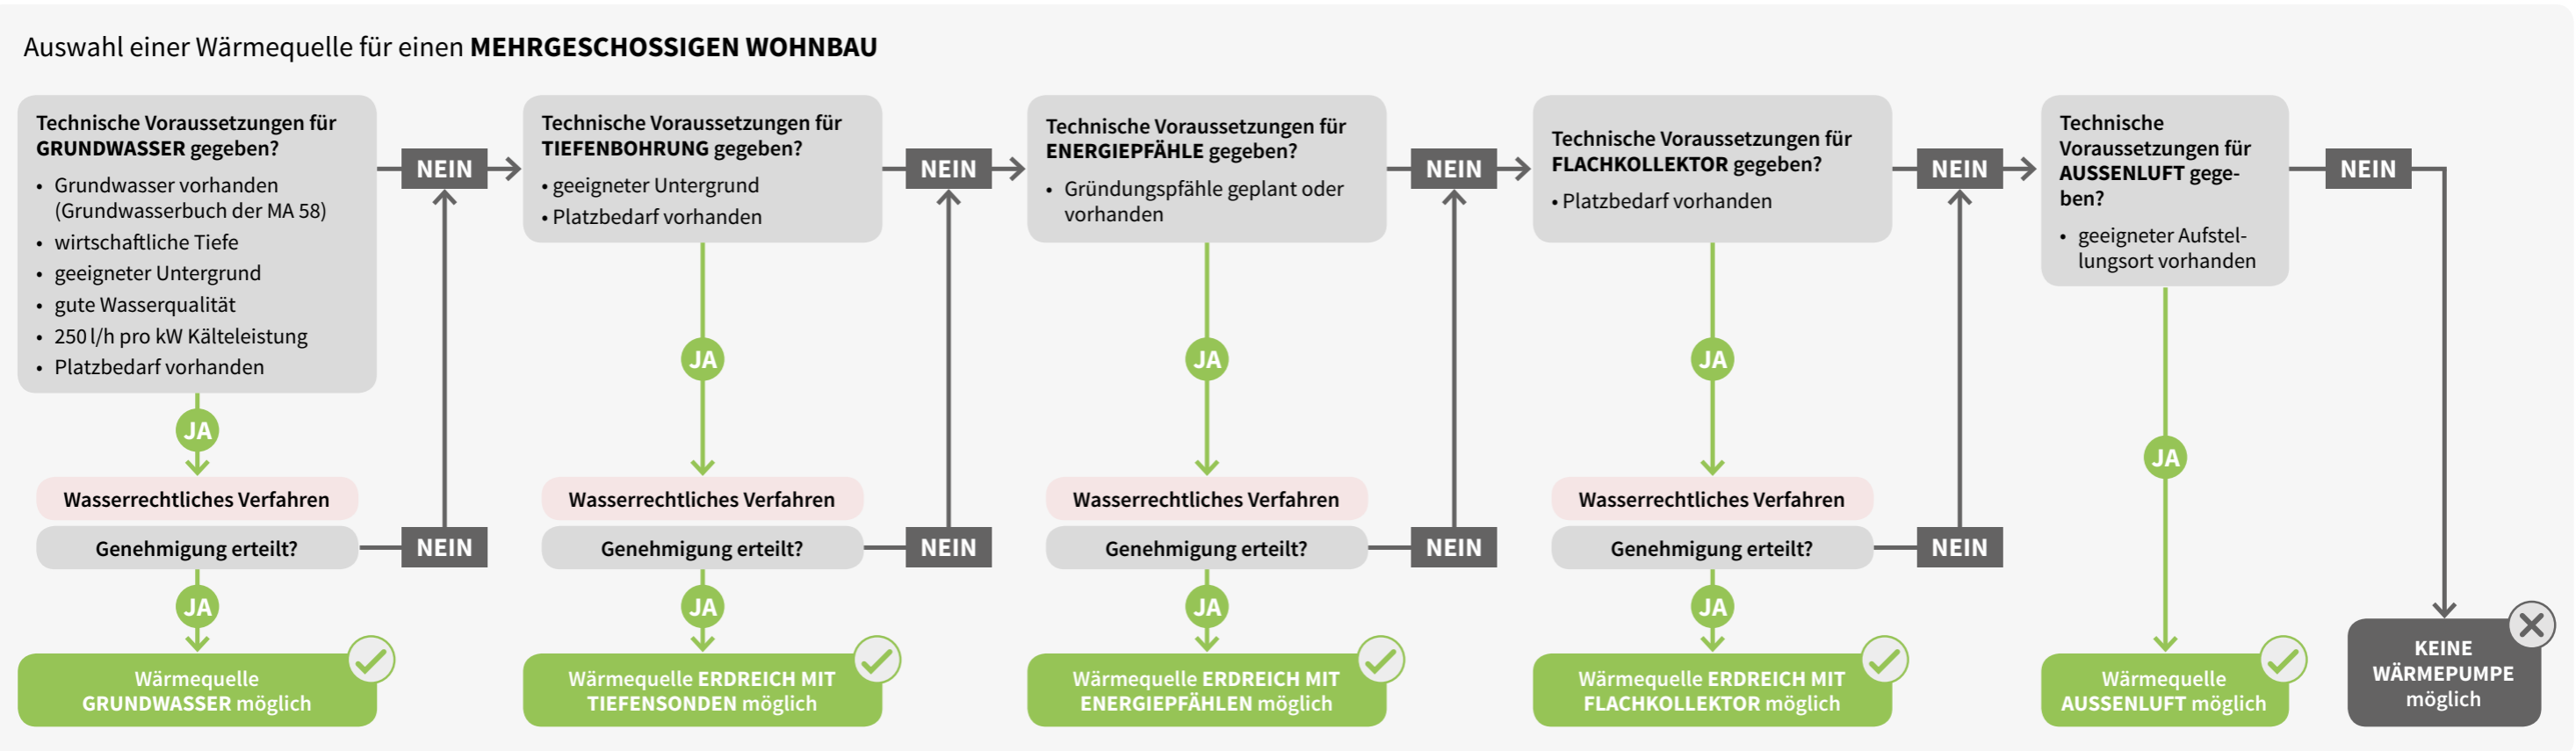 Auswahl einer Wärmequelle für einen MEHRGESCHOSSIGEN WOHNBAU
Technische Voraussetzungen für
GRUNDWASSER gegeben?
• Grundwasser vorhanden
(Grundwasserbuch der MA 58)
• wirtschaftliche Tiefe
• geeigneter Untergrund
• gute Wasserqualität
• 250 l/h pro kW Kälteleistung
• Platzbedarf vorhanden
JA
Wasserrechtliches Verfahren
Genehmigung erteilt?
JA
Wärmequelle
GRUNDWASSER möglich
NEIN
NEIN
Technische Voraussetzungen für
TIEFENBOHRUNG gegeben?
• geeigneter Untergrund
• Platzbedarf vorhanden
JA
Wasserrechtliches Verfahren
Genehmigung erteilt?
JA
Wärmequelle ERDREICH MIT
TIEFENSONDEN möglich
NEIN
NEIN
Technische Voraussetzungen für
ENERGIEPFÄHLE gegeben?
• Gründungspfähle geplant oder
vorhanden
JA
Wasserrechtliches Verfahren
Genehmigung erteilt?
JA
Wärmequelle ERDREICH MIT
ENERGIEPFÄHLEN möglich
NEIN
NEIN
Technische Voraussetzungen für
FLACHKOLLEKTOR gegeben?
• Platzbedarf vorhanden
JA
Wasserrechtliches Verfahren
Genehmigung erteilt?
JA
Wärmequelle ERDREICH MIT
FLACHKOLLEKTOR möglich
NEIN
NEIN
Technische
Voraussetzungen für
AUSSENLUFT gege-
ben?
• geeigneter Aufstel-
lungsort vorhanden
JA
Wärmequelle
AUSSENLUFT möglich
NEIN
KEINE
WÄRMEPUMPE
möglich